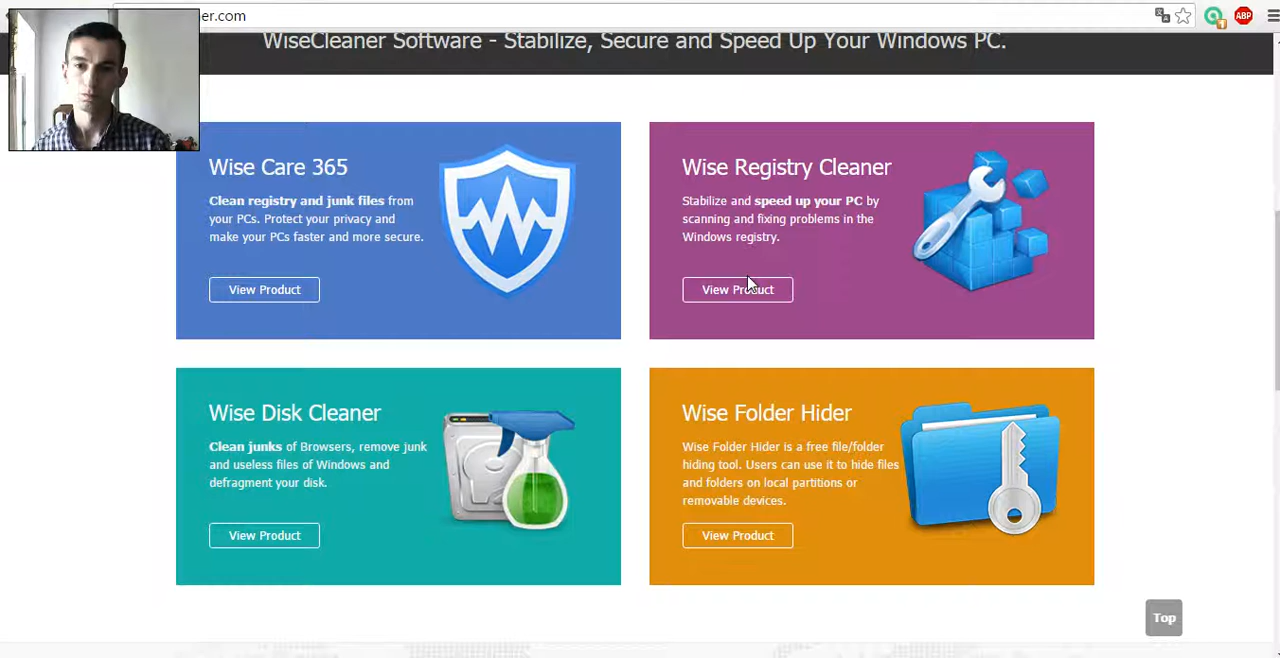 er.com
ABP
WiseCleaner Software - Stabilize, Secure and Speed Up Your Windows PC.
Wise Care 365
Clean registry and junk files from
your PCs. Protect your privacy and
make your PCs faster and more secure.
View Product
Wise Registry Cleaner
Stabilize and speed up your PC by
scanning and fixing problems in the
Windows registry.
View Product
Wise Disk Cleaner
Clean junks of Browsers, remove junk
and useless files of Windows and
defragment your disk.
View Product
Wise Folder Hider
Wise Folder Hider is a free file/folder
hiding tool. Users can use it to hide files
and folders on local partitions or
removable devices.
View Product
Top